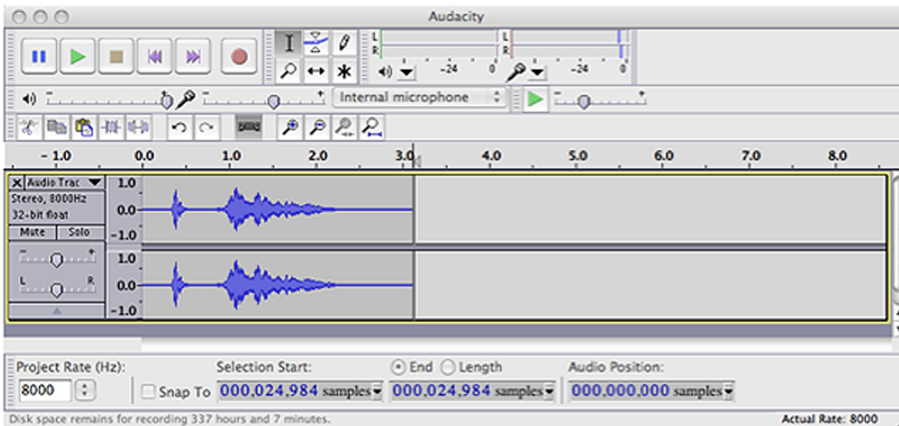 Audacity
L
R
-24 0
L
R
-24 0
Internal microphone
- 1.0 0.0 1.0 2.0 3.0 4.0 5.0 6.0 7.0 8.0
X Audio Trac
Stereo, 8000Hz
32-bit float
Mute Solo
- +
L R
1.0
0.0
-1.0
1.0
0.0
-1.0
Project Rate (Hz): Selection Start: End Length Audio Position:
8000 Snap To 000,024,984 samples 000,024,984 samples 000,000,000 samples
Disk space remains for recording 337 hours and 7 minutes. Actual Rate: 8000